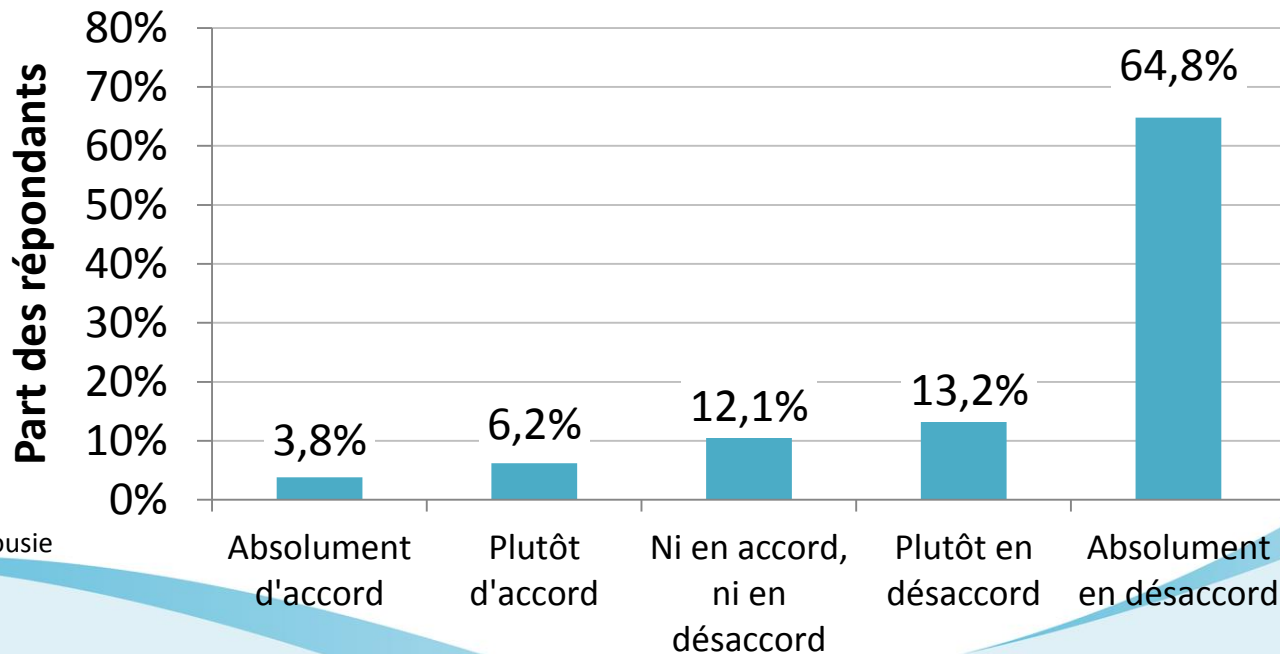 Part des répondants
80%
70%
60%
50%
40%
30%
20%
10%
0%
3,8%
6,2%
12,1%
13,2%
64,8%
Absolument
d'accord
Plutôt
d'accord
Ni en accord,
ni en
désaccord
Plutôt en
désaccord
Absolument
en désaccord